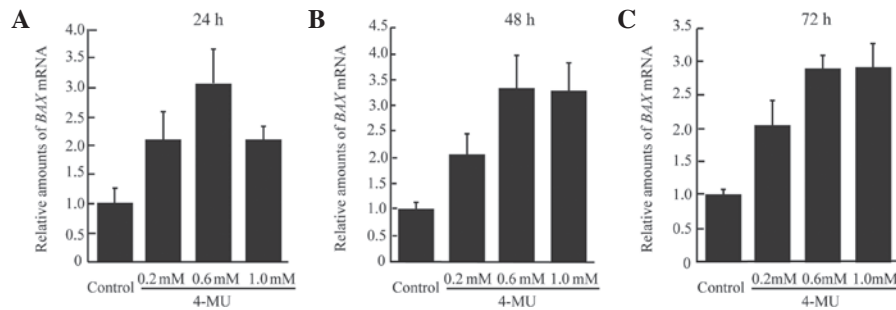 A
24 h
Relative amounts of BAX mRNA
4.0
3.5
3.0
2.5
2.0
1.5
1.0
0.5
0
Control
0.2 mM 0.6 mM 1.0 mM
4-MU
B
48 h
Relative amounts of BAX mRNA
4.5
4.0
3.5
3.0
2.5
2.0
1.5
1.0
0.5
0
Control
0.2 mM 0.6 mM 1.0 mM
4-MU
C
72 h
Relative amounts of BAX mRNA
3.5
3.0
2.5
2.0
1.5
1.0
0.5
0
Control
0.2mM 0.6mM 1.0mM
4-MU